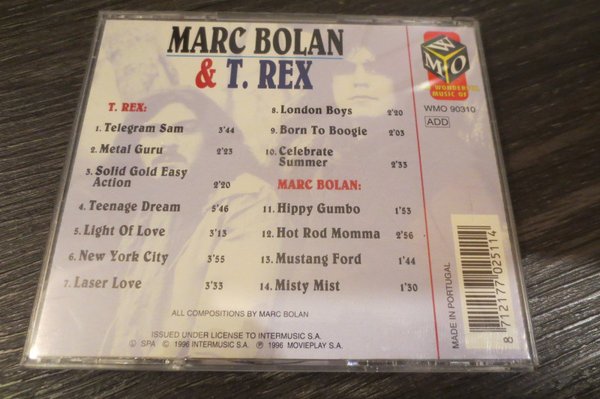 MARC BOLAN
& T. REX
WMO
WONDERFUL
MUSIC OF
WMO 90310
ADD
T. REX:
1. Telegram Sam 3'44
2. Metal Guru 2'23
3. Solid Gold Easy
Action 2'20
4. Teenage Dream 5'46
5. Light Of Love 3'13
6. New York City 3'55
7. Laser Love 3'33
8. London Boys 2'20
9. Born To Boogie 2'03
10. Celebrate
Summer 2'33
MARC BOLAN:
11. Hippy Gumbo 1'53
12. Hot Rod Momma 2'56
13. Mustang Ford 1'44
14. Misty Mist 1'30
ALL COMPOSITIONS BY MARC BOLAN
ISSUED UNDER LICENSE TO INTERMUSIC S.A.
Ⓟ SPA © 1996 INTERMUSIC S.A. Ⓟ 1996 MOVIEPLAY S.A.
MADE IN PORTUGAL
8 712177 025114